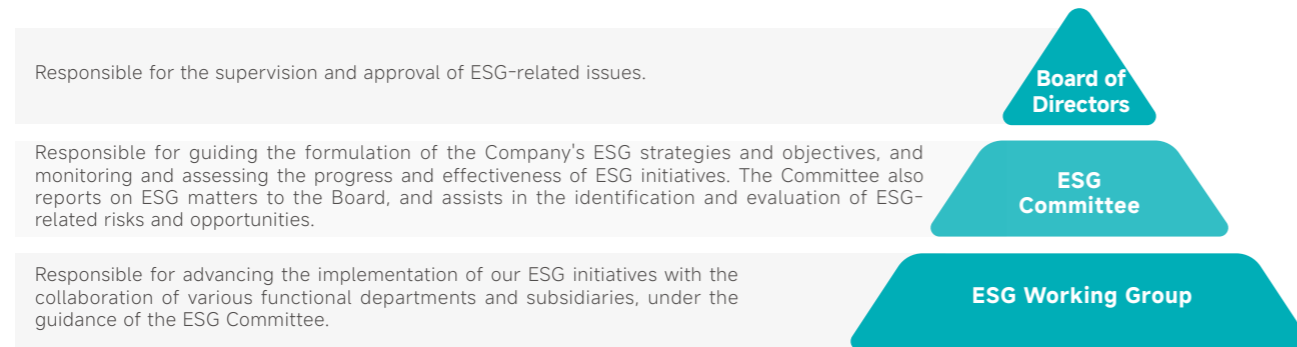 Responsible for the supervision and approval of ESG-related issues.
Board of
Directors
Responsible for guiding the formulation of the Company's ESG strategies and objectives, and
monitoring and assessing the progress and effectiveness of ESG initiatives. The Committee also
reports on ESG matters to the Board, and assists in the identification and evaluation of ESG-
related risks and opportunities.
ESG
Committee
Responsible for advancing the implementation of our ESG initiatives with the
collaboration of various functional departments and subsidiaries, under the
guidance of the ESG Committee.
ESG Working Group